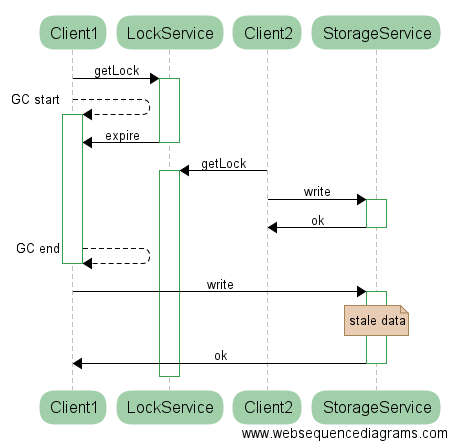 Client1 LockService Client2 StorageService
getLock
GC start
expire
getLock
write
ok
GC end
write
stale data
ok
Client1 LockService Client2 StorageService
www.websequencediagrams.com